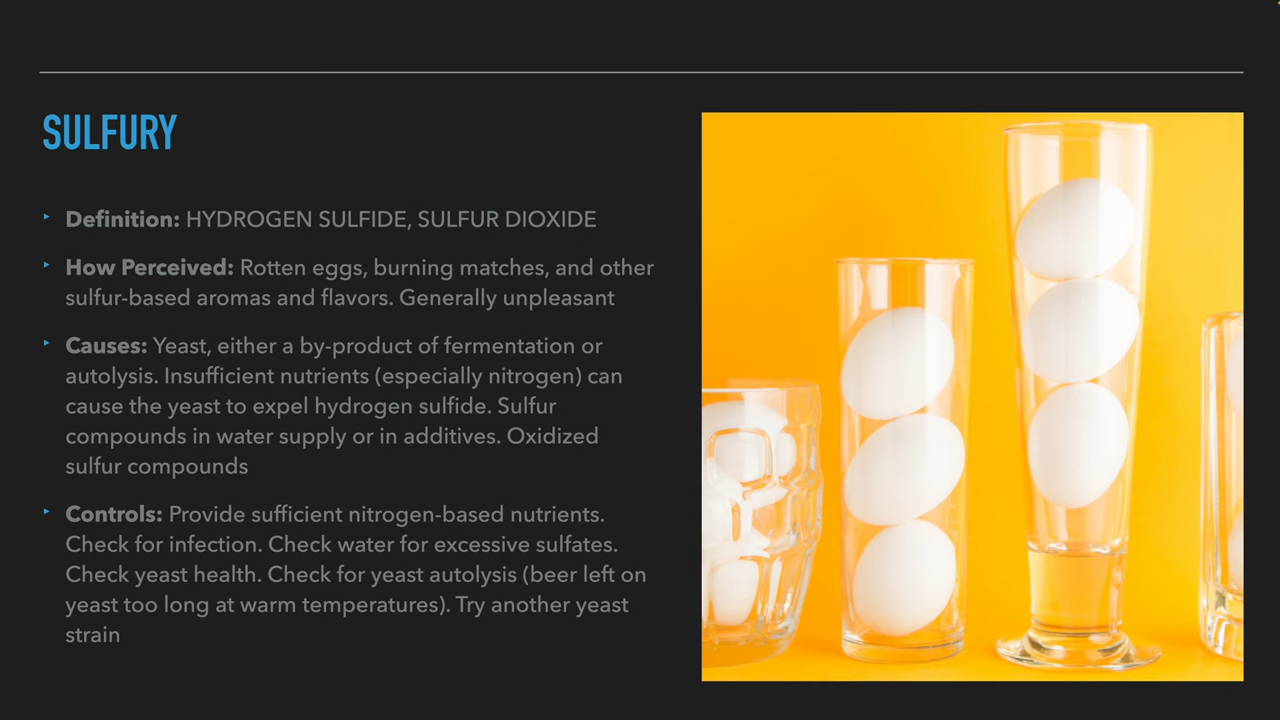 SULFURY
Definition: HYDROGEN SULFIDE, SULFUR DIOXIDE
How Perceived: Rotten eggs, burning matches, and other
sulfur-based aromas and flavors. Generally unpleasant
Causes: Yeast, either a by-product of fermentation or
autolysis. Insufficient nutrients (especially nitrogen) can
cause the yeast to expel hydrogen sulfide. Sulfur
compounds in water supply or in additives. Oxidized
sulfur compounds
Controls: Provide sufficient nitrogen-based nutrients.
Check for infection. Check water for excessive sulfates.
Check yeast health. Check for yeast autolysis (beer left on
yeast too long at warm temperatures). Try another yeast
strain